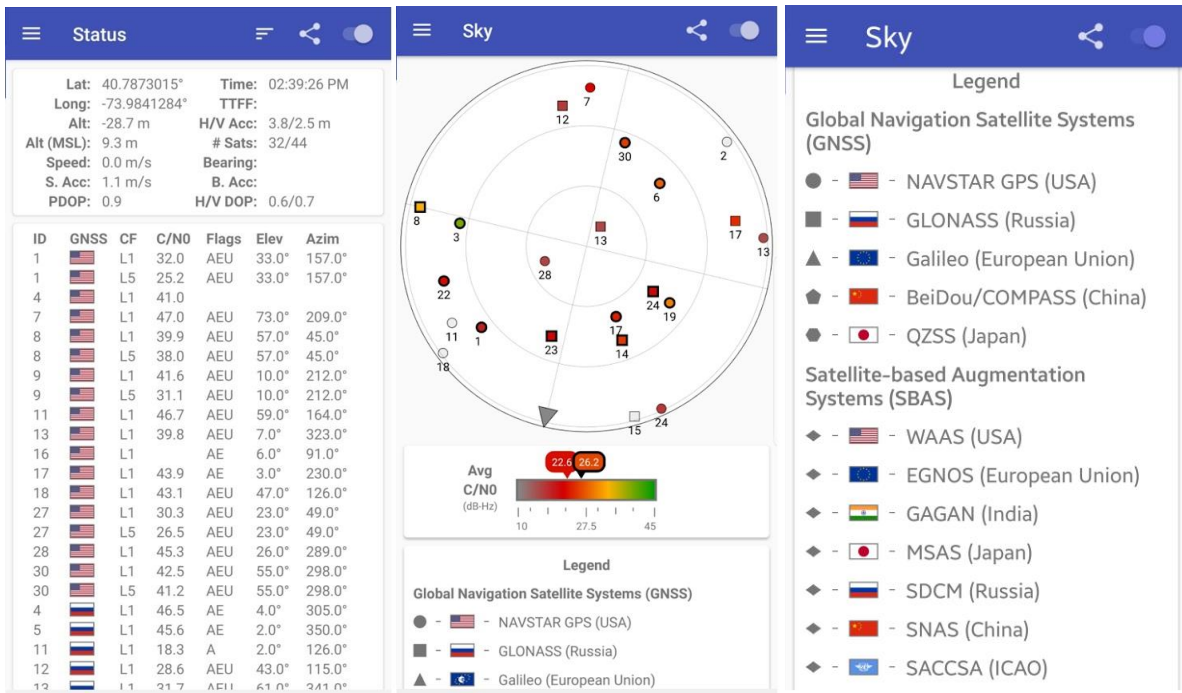 Status
Lat: 40.7873015° Time: 02:39:26 PM
Long: -73.9841284° TTFF:
Alt: -28.7 m H/V Acc: 3.8/2.5 m
Alt (MSL): 9.3 m # Sats: 32/44
Speed: 0.0 m/s Bearing:
S. Acc: 1.1 m/s B. Acc:
PDOP: 0.9 H/V DOP: 0.6/0.7
ID GNSS CF C/N0 Flags Elev Azim
1 L1 32.0 AEU 33.0° 157.0°
1 L5 25.2 AEU 33.0° 157.0°
4 L1 41.0
7 L1 47.0 AEU 73.0° 209.0°
8 L1 39.9 AEU 57.0° 45.0°
8 L5 38.0 AEU 57.0° 45.0°
9 L1 41.6 AEU 10.0° 212.0°
9 L5 31.1 AEU 10.0° 212.0°
11 L1 46.7 AEU 59.0° 164.0°
13 L1 39.8 AEU 7.0° 323.0°
16 L1 AE 6.0° 91.0°
17 L1 43.9 AE 3.0° 230.0°
18 L1 43.1 AEU 47.0° 126.0°
27 L1 30.3 AEU 23.0° 49.0°
27 L5 26.5 AEU 23.0° 49.0°
28 L1 45.3 AEU 26.0° 289.0°
30 L1 42.5 AEU 55.0° 298.0°
30 L5 41.2 AEU 55.0° 298.0°
4 L1 46.5 AE 4.0° 305.0°
5 L1 45.6 AE 2.0° 350.0°
11 L1 18.3 A 2.0° 126.0°
12 L1 28.6 AEU 43.0° 115.0°
13 L1 31.7 AEU 61.0° 341.0°
Sky
7
12
30
2
6
8
3
17
13
13
28
22
24
19
11
1
17
23
14
18
15
24
22.6 26.2
Avg
C/N0
(dB-Hz)
10 27.5 45
Legend
Global Navigation Satellite Systems (GNSS)
- - NAVSTAR GPS (USA)
- - GLONASS (Russia)
- - Galileo (European Union)
Sky
Legend
Global Navigation Satellite Systems
(GNSS)
- - NAVSTAR GPS (USA)
- - GLONASS (Russia)
- - Galileo (European Union)
- - BeiDou/COMPASS (China)
- - QZSS (Japan)
Satellite-based Augmentation
Systems (SBAS)
- - WAAS (USA)
- - EGNOS (European Union)
- - GAGAN (India)
- - MSAS (Japan)
- - SDCM (Russia)
- - SNAS (China)
- - SACCSA (ICAO)